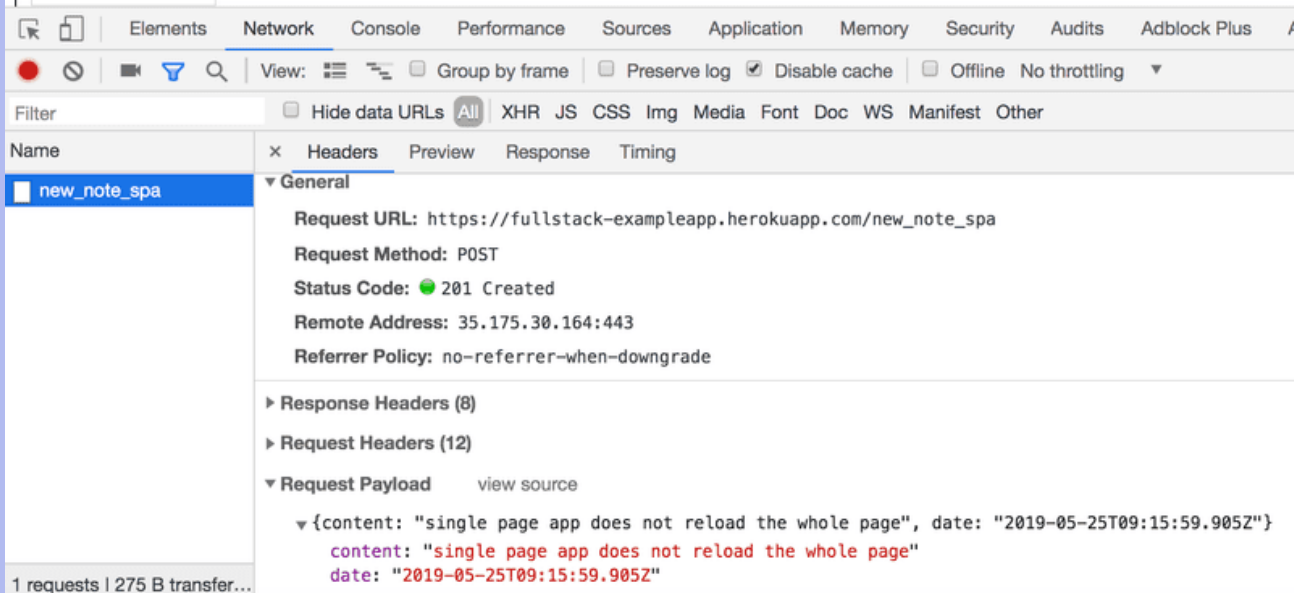 Elements Network Console Performance Sources Application Memory Security Audits Adblock Plus
View: Group by frame Preserve log Disable cache Offline No throttling
Filter Hide data URLs All XHR JS CSS Img Media Font Doc WS Manifest Other
Name × Headers Preview Response Timing
new_note_spa
General
Request URL: https://fullstack-exampleapp.herokuapp.com/new_note_spa
Request Method: POST
Status Code: 201 Created
Remote Address: 35.175.30.164:443
Referrer Policy: no-referrer-when-downgrade
Response Headers (8)
Request Headers (12)
Request Payload view source
{content: "single page app does not reload the whole page", date: "2019-05-25T09:15:59.905Z"}
content: "single page app does not reload the whole page"
date: "2019-05-25T09:15:59.905Z"
1 requests | 275 B transfer...